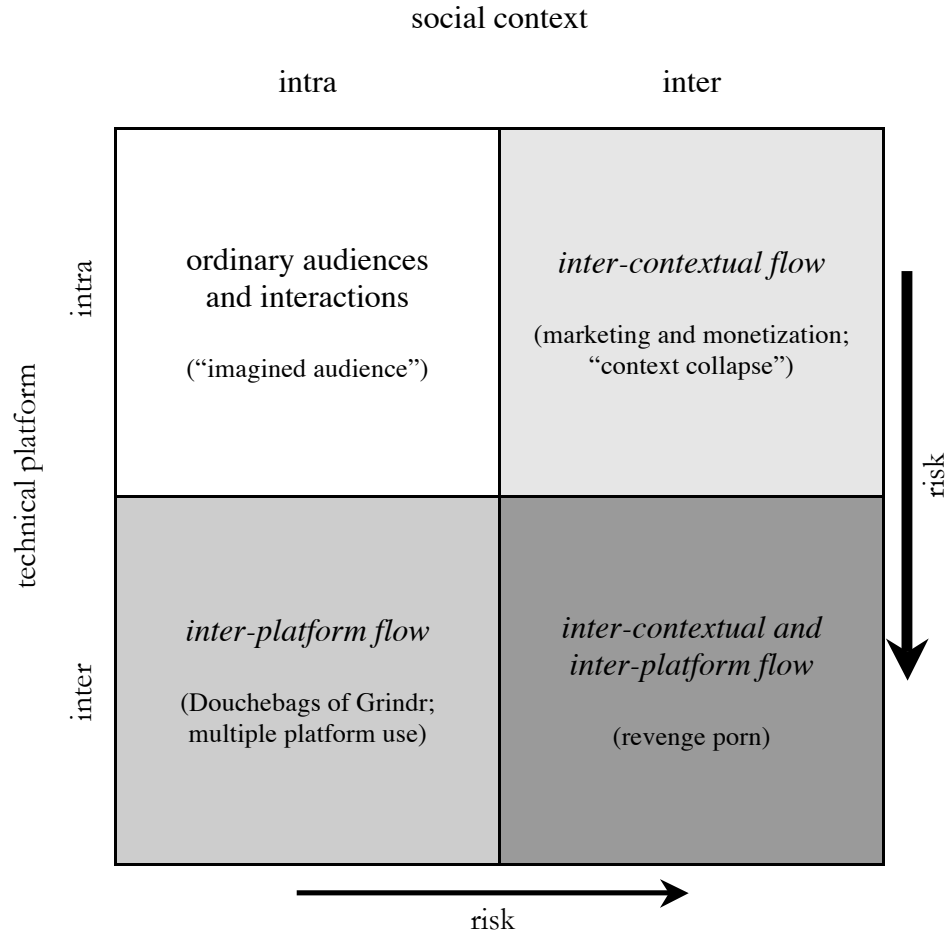 social context
intra
inter
technical platform
intra
ordinary audiences
and interactions
(“imagined audience”)
inter-contextual flow
(marketing and monetization;
“context collapse”)
inter
inter-platform flow
(Douchebags of Grindr;
multiple platform use)
inter-contextual and
inter-platform flow
(revenge porn)
risk
risk